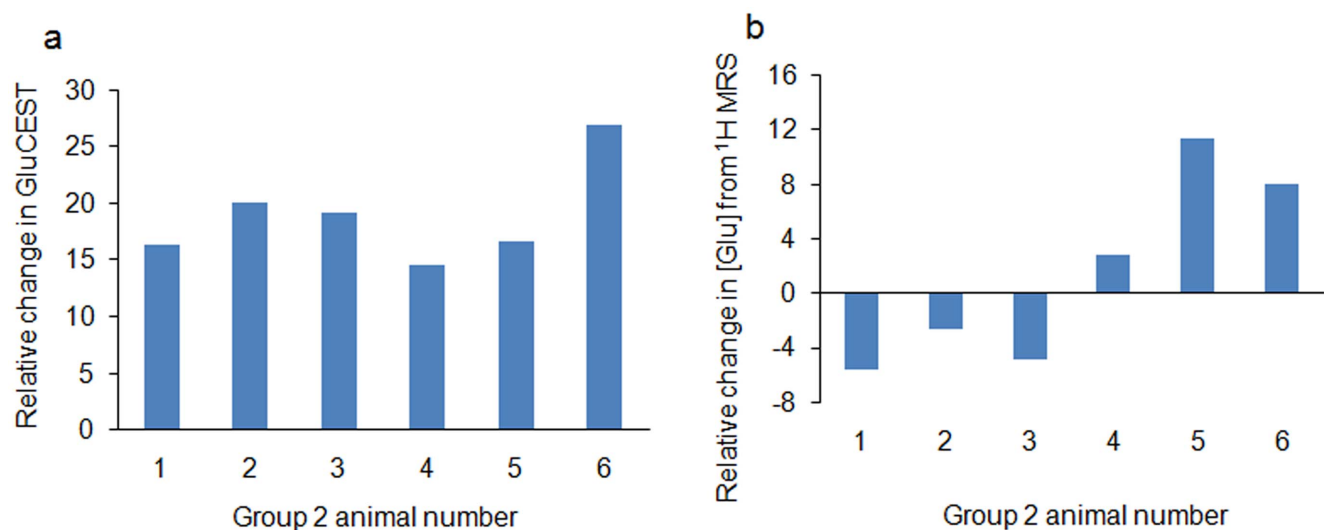 a
Relative change in GluCEST
30
25
20
15
10
5
0
1 2 3 4 5 6
Group 2 animal number
b
Relative change in [Glu] from ¹H MRS
16
12
8
4
0
-4
-8
1 2 3 4 5 6
Group 2 animal number